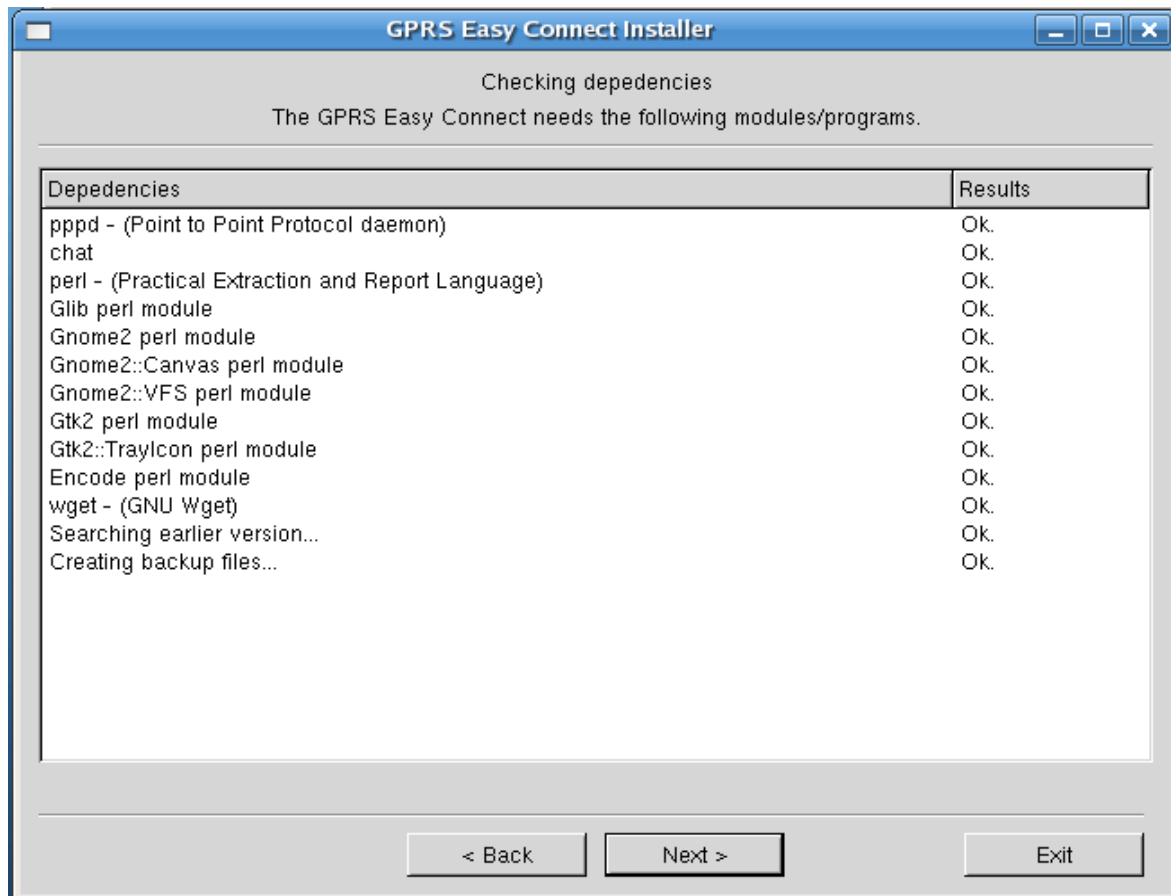 GPRS Easy Connect Installer
Checking depedencies
The GPRS Easy Connect needs the following modules/programs.
Depedencies Results
pppd - (Point to Point Protocol daemon) Ok.
chat Ok.
perl - (Practical Extraction and Report Language) Ok.
Glib perl module Ok.
Gnome2 perl module Ok.
Gnome2::Canvas perl module Ok.
Gnome2::VFS perl module Ok.
Gtk2 perl module Ok.
Gtk2::TrayIcon perl module Ok.
Encode perl module Ok.
wget - (GNU Wget) Ok.
Searching earlier version... Ok.
Creating backup files... Ok.
< Back Next > Exit